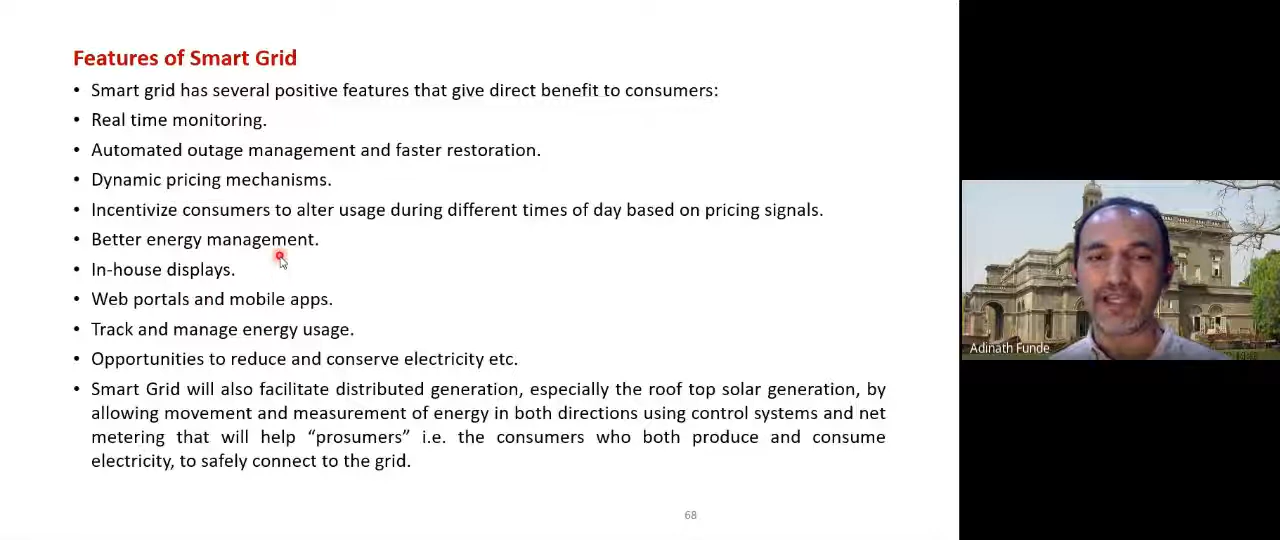 Features of Smart Grid
• Smart grid has several positive features that give direct benefit to consumers:
• Real time monitoring.
• Automated outage management and faster restoration.
• Dynamic pricing mechanisms.
• Incentivize consumers to alter usage during different times of day based on pricing signals.
• Better energy management.
• In-house displays.
• Web portals and mobile apps.
• Track and manage energy usage.
• Opportunities to reduce and conserve electricity etc.
• Smart Grid will also facilitate distributed generation, especially the roof top solar generation, by
allowing movement and measurement of energy in both directions using control systems and net
metering that will help “prosumers” i.e. the consumers who both produce and consume
electricity, to safely connect to the grid.
68
Adinath Funde